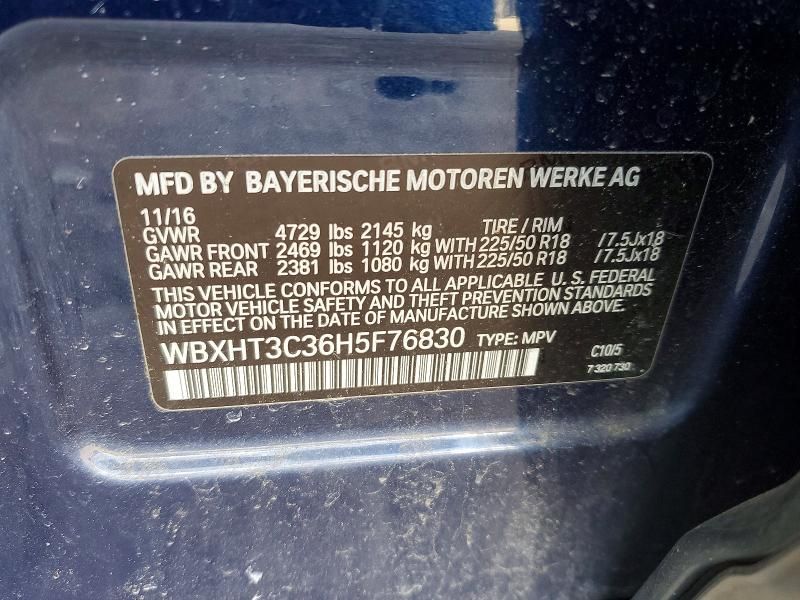 MFD BY BAYERISCHE MOTOREN WERKE AG
11/16 TIRE / RIM
GVWR 4729 lbs 2145 kg
GAWR FRONT 2469 lbs 1120 kg WITH 225/50 R18 /7.5Jx18
GAWR REAR 2381 lbs 1080 kg WITH 225/50 R18 /7.5Jx18
THIS VEHICLE CONFORMS TO ALL APPLICABLE U. S. FEDERAL
MOTOR VEHICLE SAFETY AND THEFT PREVENTION STANDARDS
IN EFFECT ON THE DATE OF MANUFACTURE SHOWN ABOVE.
WBXHT3C36H5F76830 TYPE: MPV
C10/5
7 320 730